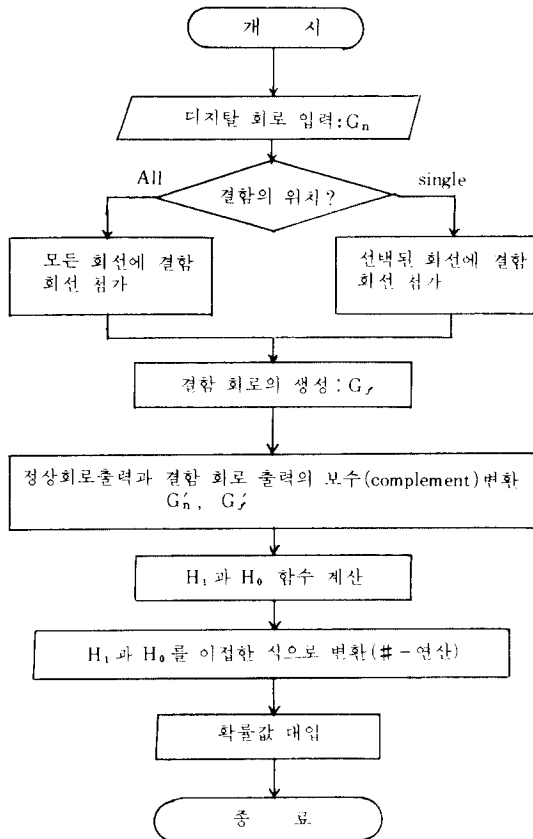 개 시
디지탈 회로 입력:Gₙ
결함의 위치?
All
single
모든 회선에 결함
회선 첨가
선택된 회선에 결함
회선 첨가
결함 회로의 생성:G𝑓
정상회로출력과 결함 회로 출력의 보수(complement)변환
Gₙ′, G𝑓′
H₁과 H₀ 함수 계산
H₁과 H₀를 이접한 식으로 변환(#-연산)
확률값 대입
종 료